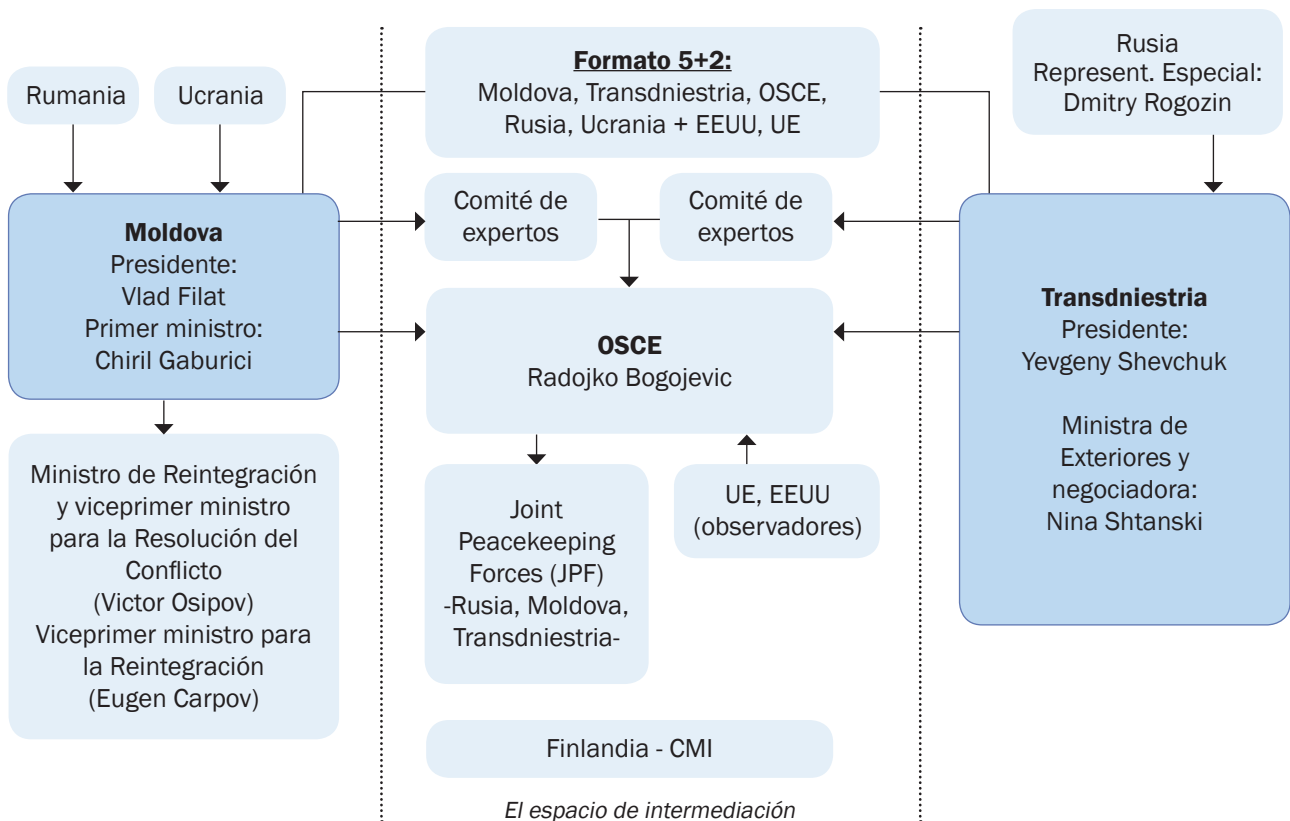 Rumania
Ucrania
Formato 5+2:
Moldova, Transdniestria, OSCE,
Rusia, Ucrania + EEUU, UE
Rusia
Represent. Especial:
Dmitry Rogozin
Moldova
Presidente:
Vlad Filat
Primer ministro:
Chiril Gaburici
Comité de
expertos
Comité de
expertos
OSCE
Radojko Bogojevic
Transdniestria
Presidente:
Yevgeny Shevchuk
Ministra de
Exteriores y
negociadora:
Nina Shtanski
Ministro de Reintegración
y viceprimer ministro
para la Resolución del
Conflicto
(Victor Osipov)
Viceprimer ministro para
la Reintegración
(Eugen Carpov)
Joint
Peacekeeping
Forces (JPF)
-Rusia, Moldova,
Transdniestria-
UE, EEUU
(observadores)
Finlandia - CMI
El espacio de intermediación